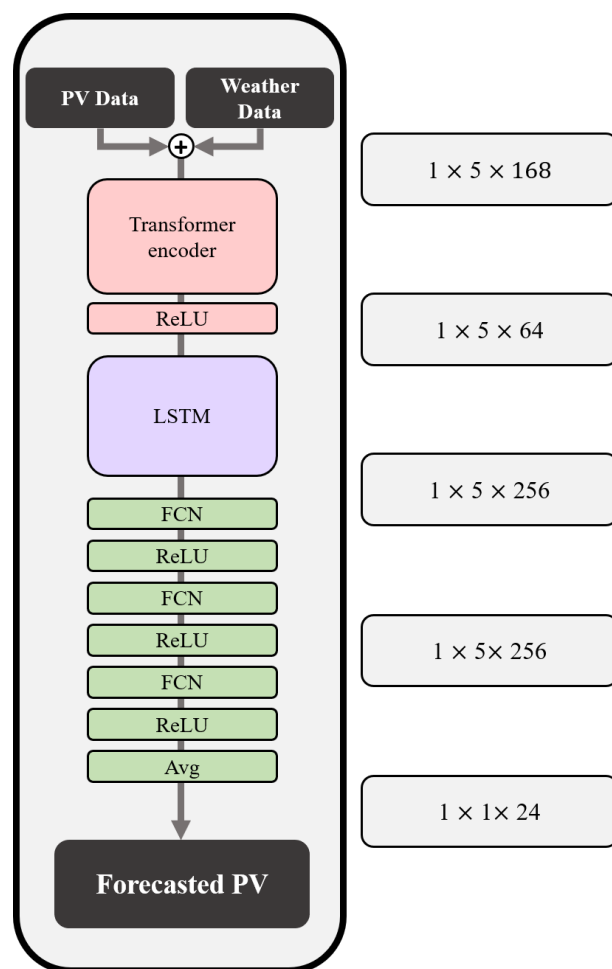 PV Data
Weather
Data
+
1 × 5 × 168
Transformer
encoder
ReLU
1 × 5 × 64
LSTM
1 × 5 × 256
FCN
ReLU
FCN
ReLU
1 × 5× 256
FCN
ReLU
Avg
1 × 1× 24
Forecasted PV